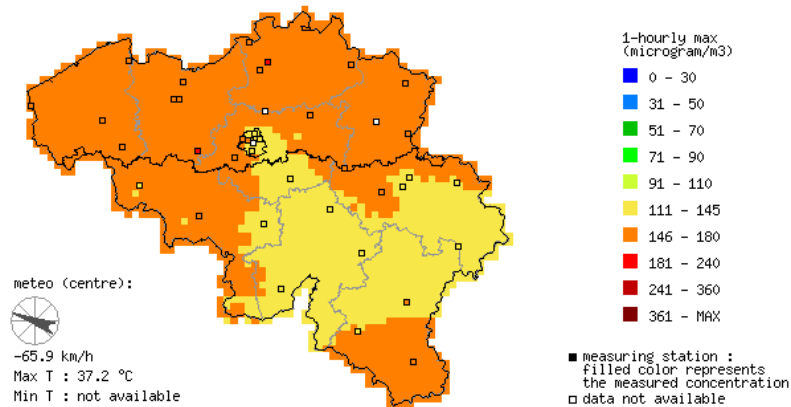 1-hourly max
(microgram/m3)
0 - 30
31 - 50
51 - 70
71 - 90
91 - 110
111 - 145
146 - 180
181 - 240
241 - 360
361 - MAX
meteo (centre):
-65.9 km/h
Max T : 37.2 °C
Min T : not available
measuring station :
filled color represents
the measured concentration
data not available